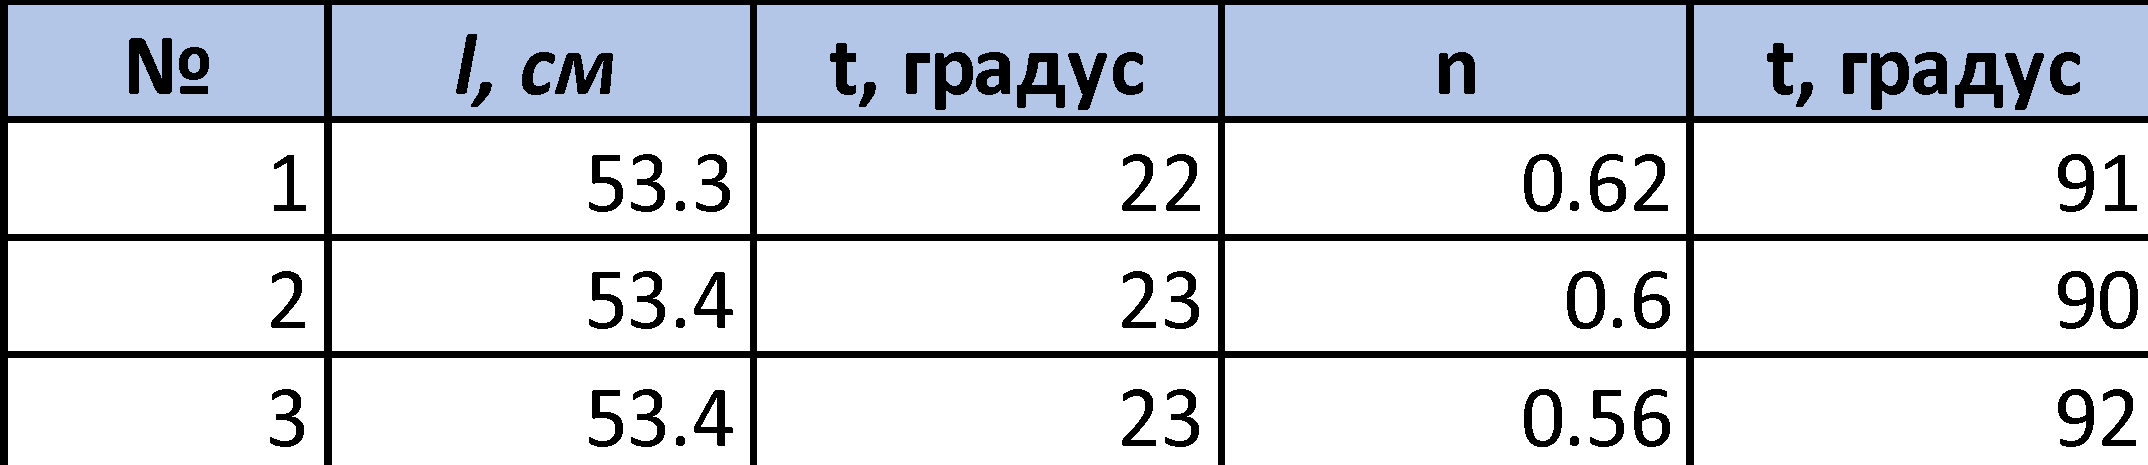 № l, см t, градус n t, градус
1 53.3 22 0.62 91
2 53.4 23 0.6 90
3 53.4 23 0.56 92